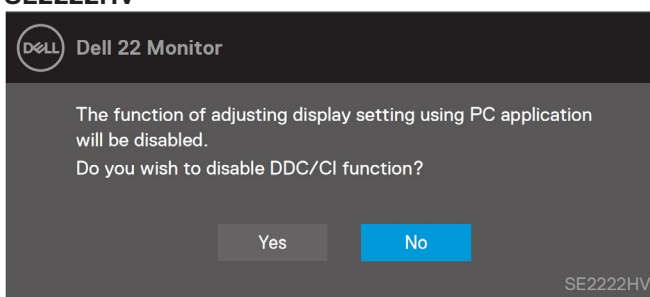 SE2222HV
DELL Dell 22 Monitor
The function of adjusting display setting using PC application
will be disabled.
Do you wish to disable DDC/CI function?
Yes No
SE2222HV